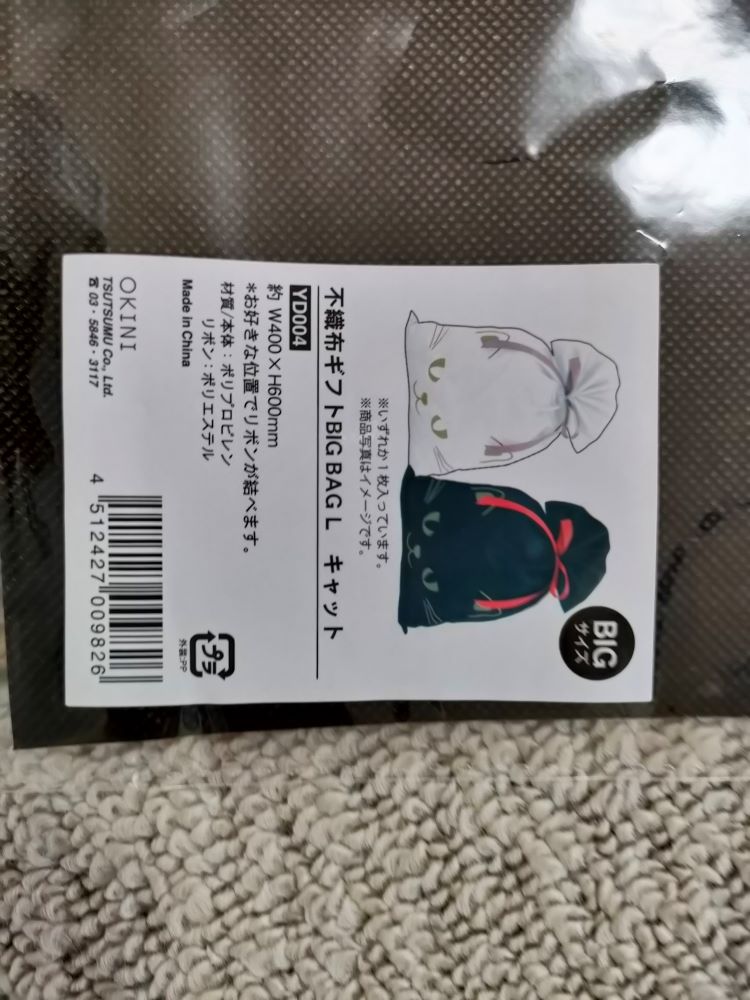 BIG
サイズ
※いずれか1枚入っています。
※商品写真はイメージです。
不織布ギフトBIG BAG L キャット
YD004
約 W400×H600mm
*お好きな位置でリボンが結べます。
材質/本体：ポリプロピレン
リボン：ポリエステル
Made in China
プラ
外装:PP
OKINI
TSUTSUMU Co., Ltd.
☎ 03・5846・3117
4 512427 009826